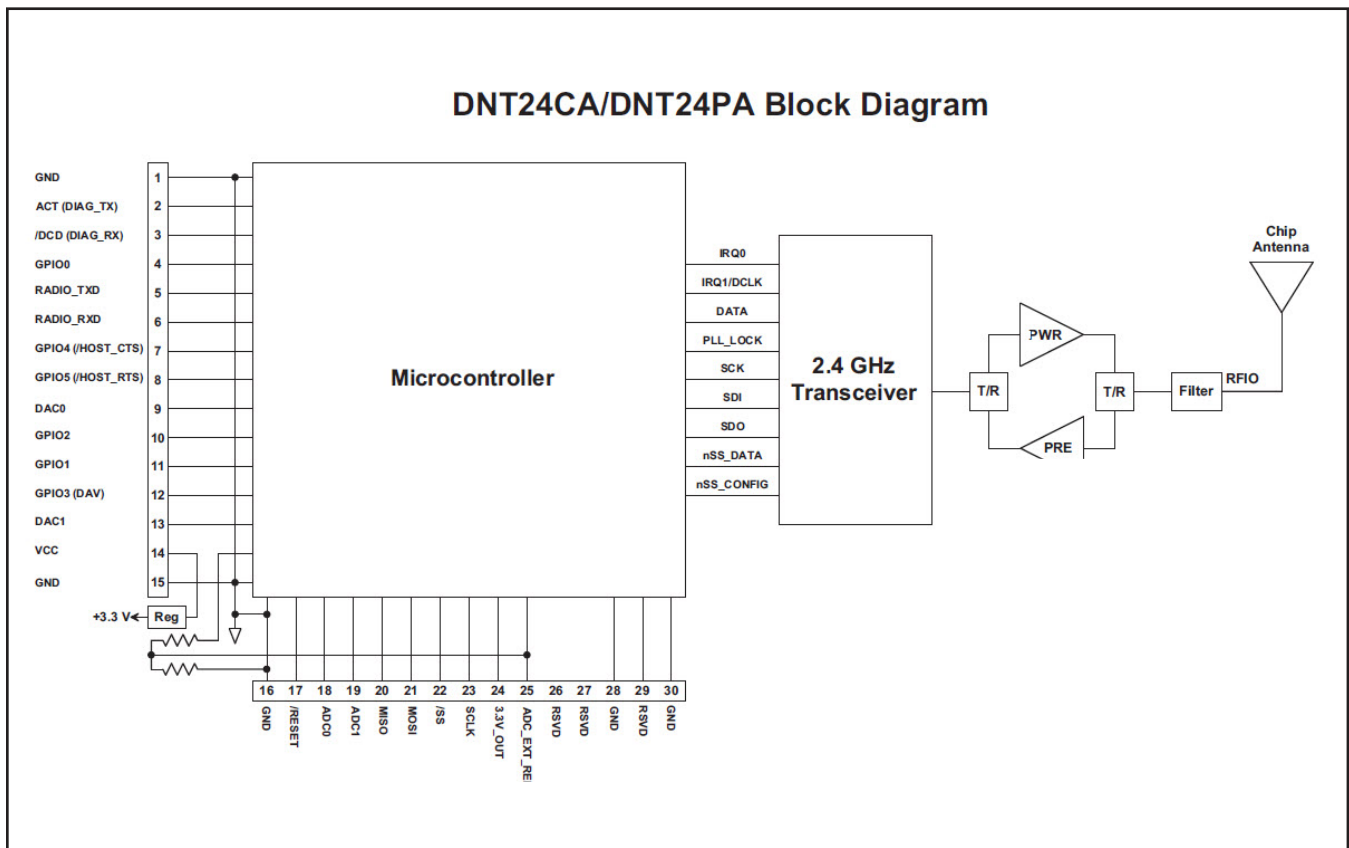 DNT24CA/DNT24PA Block Diagram
GND 1
ACT (DIAG_TX) 2
/DCD (DIAG_RX) 3
GPIO0 4
RADIO_TXD 5
RADIO_RXD 6
GPIO4 (/HOST_CTS) 7
GPIO5 (/HOST_RTS) 8
DAC0 9
GPIO2 10
GPIO1 11
GPIO3 (DAV) 12
DAC1 13
VCC 14
GND 15
+3.3 V
Reg
Microcontroller
IRQ0
IRQ1/DCLK
DATA
PLL_LOCK
SCK
SDI
SDO
nSS_DATA
nSS_CONFIG
2.4 GHz
Transceiver
T/R
PWR
PRE
T/R
Filter
RFIO
Chip
Antenna
16 GND
17 /RESET
18 ADC0
19 ADC1
20 MISO
21 MOSI
22 /SS
23 SCLK
24 3.3V_OUT
25 ADC_EXT_RE
26 RSVD
27 RSVD
28 GND
29 RSVD
30 GND